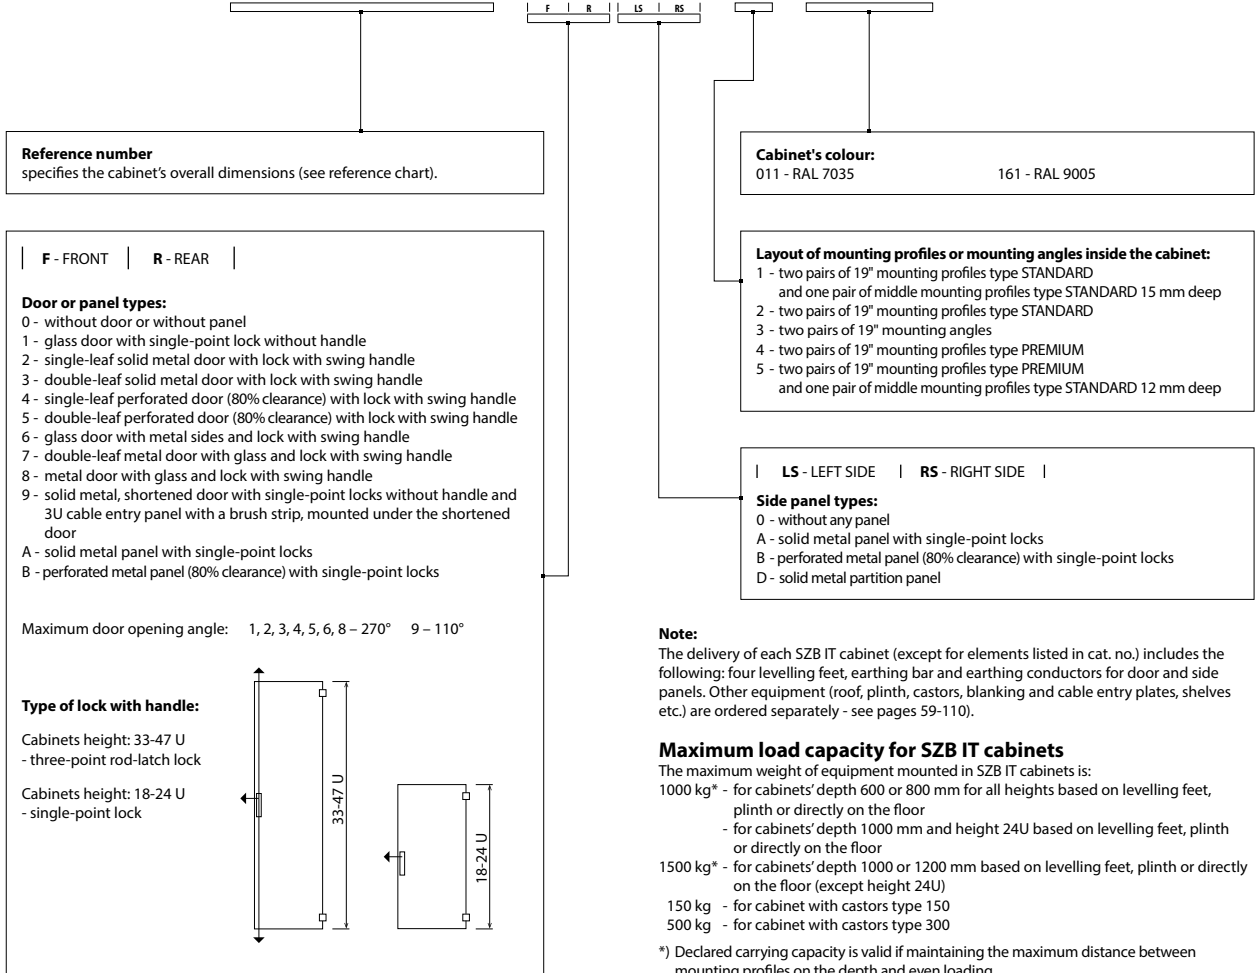 F R LS RS
Reference number
specifies the cabinet's overall dimensions (see reference chart).
F - FRONT R - REAR
Door or panel types:
0 - without door or without panel
1 - glass door with single-point lock without handle
2 - single-leaf solid metal door with lock with swing handle
3 - double-leaf solid metal door with lock with swing handle
4 - single-leaf perforated door (80% clearance) with lock with swing handle
5 - double-leaf perforated door (80% clearance) with lock with swing handle
6 - glass door with metal sides and lock with swing handle
7 - double-leaf metal door with glass and lock with swing handle
8 - metal door with glass and lock with swing handle
9 - solid metal, shortened door with single-point locks without handle and
3U cable entry panel with a brush strip, mounted under the shortened
door
A - solid metal panel with single-point locks
B - perforated metal panel (80% clearance) with single-point locks
Maximum door opening angle: 1, 2, 3, 4, 5, 6, 8 – 270° 9 – 110°
Type of lock with handle:
Cabinets height: 33-47 U
- three-point rod-latch lock
Cabinets height: 18-24 U
- single-point lock
33-47 U
18-24 U
Cabinet's colour:
011 - RAL 7035 161 - RAL 9005
Layout of mounting profiles or mounting angles inside the cabinet:
1 - two pairs of 19" mounting profiles type STANDARD
and one pair of middle mounting profiles type STANDARD 15 mm deep
2 - two pairs of 19" mounting profiles type STANDARD
3 - two pairs of 19" mounting angles
4 - two pairs of 19" mounting profiles type PREMIUM
5 - two pairs of 19" mounting profiles type PREMIUM
and one pair of middle mounting profiles type STANDARD 12 mm deep
LS - LEFT SIDE RS - RIGHT SIDE
Side panel types:
0 - without any panel
A - solid metal panel with single-point locks
B - perforated metal panel (80% clearance) with single-point locks
D - solid metal partition panel
Note:
The delivery of each SZB IT cabinet (except for elements listed in cat. no.) includes the
following: four levelling feet, earthing bar and earthing conductors for door and side
panels. Other equipment (roof, plinth, castors, blanking and cable entry plates, shelves
etc.) are ordered separately - see pages 59-110).
Maximum load capacity for SZB IT cabinets
The maximum weight of equipment mounted in SZB IT cabinets is:
1000 kg* - for cabinets' depth 600 or 800 mm for all heights based on levelling feet,
plinth or directly on the floor
- for cabinets' depth 1000 mm and height 24U based on levelling feet, plinth
or directly on the floor
1500 kg* - for cabinets' depth 1000 or 1200 mm based on levelling feet, plinth or directly
on the floor (except height 24U)
150 kg - for cabinet with castors type 150
500 kg - for cabinet with castors type 300
*) Declared carrying capacity is valid if maintaining the maximum distance between
mounting profiles on the depth and even loading